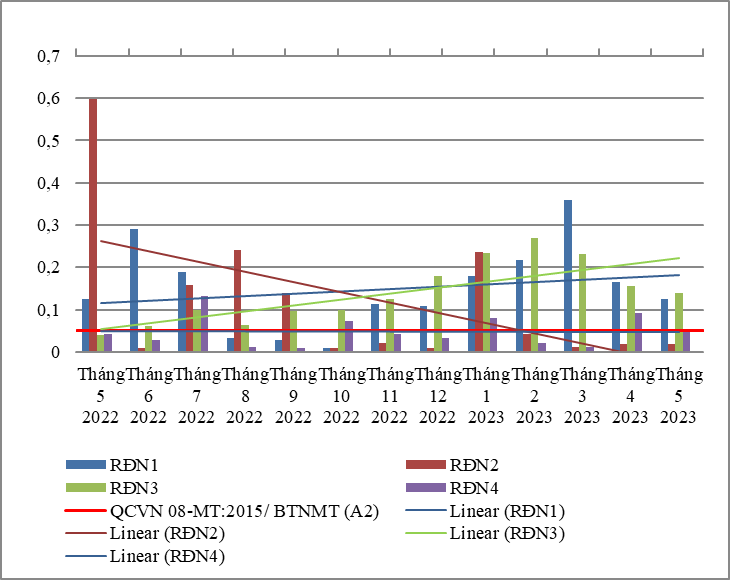 0,7
0,6
0,5
0,4
0,3
0,2
0,1
0
Tháng Tháng Tháng Tháng Tháng Tháng Tháng Tháng Tháng Tháng Tháng Tháng Tháng
5 6 7 8 9 10 11 12 1 2 3 4 5
2022 2022 2022 2022 2022 2022 2022 2022 2023 2023 2023 2023 2023
RĐN1 RĐN2
RĐN3 RĐN4
QCVN 08-MT:2015/ BTNMT (A2) Linear (RĐN1)
Linear (RĐN2) Linear (RĐN3)
Linear (RĐN4)